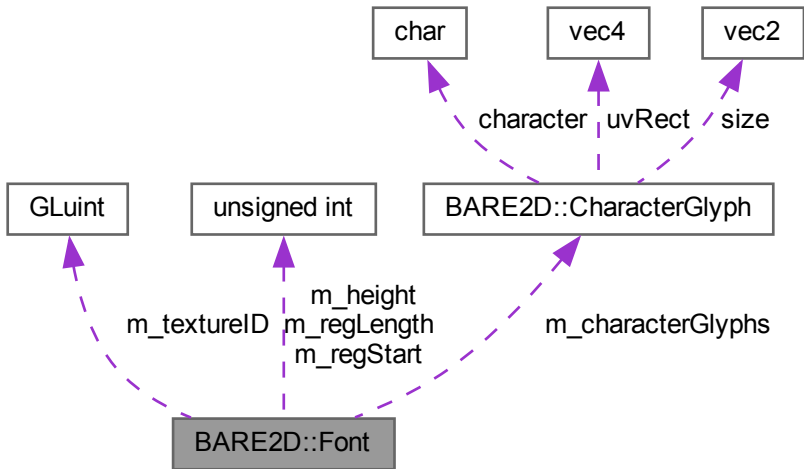 char
vec4
vec2
character
uvRect
size
GLuint
unsigned int
BARE2D::CharacterGlyph
m_textureID
m_height
m_regLength
m_regStart
m_characterGlyphs
BARE2D::Font